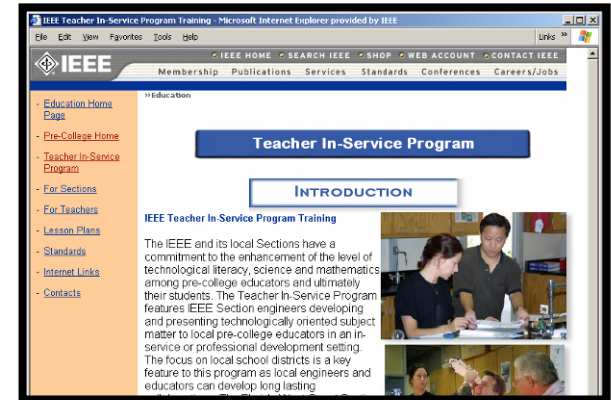 IEEE Teacher In-Service Program Training - Microsoft Internet Explorer provided by IEEE
File Edit View Favorites Tools Help Links »
IEEE HOME SEARCH IEEE SHOP WEB ACCOUNT CONTACT IEEE
IEEE
Membership Publications Services Standards Conferences Careers/Jobs
»Education
- Education Home
Page
- Pre-College Home
- Teacher In-Service
Program
- For Sections
- For Teachers
- Lesson Plans
- Standards
- Internet Links
- Contacts
Teacher In-Service Program
INTRODUCTION
IEEE Teacher In-Service Program Training
The IEEE and its local Sections have a
commitment to the enhancement of the level of
technological literacy, science and mathematics
among pre-college educators and ultimately
their students. The Teacher In-Service Program
features IEEE Section engineers developing
and presenting technologically oriented subject
matter to local pre-college educators in an in-
service or professional development setting.
The focus on local school districts is a key
feature to this program as local engineers and
educators can develop long lasting